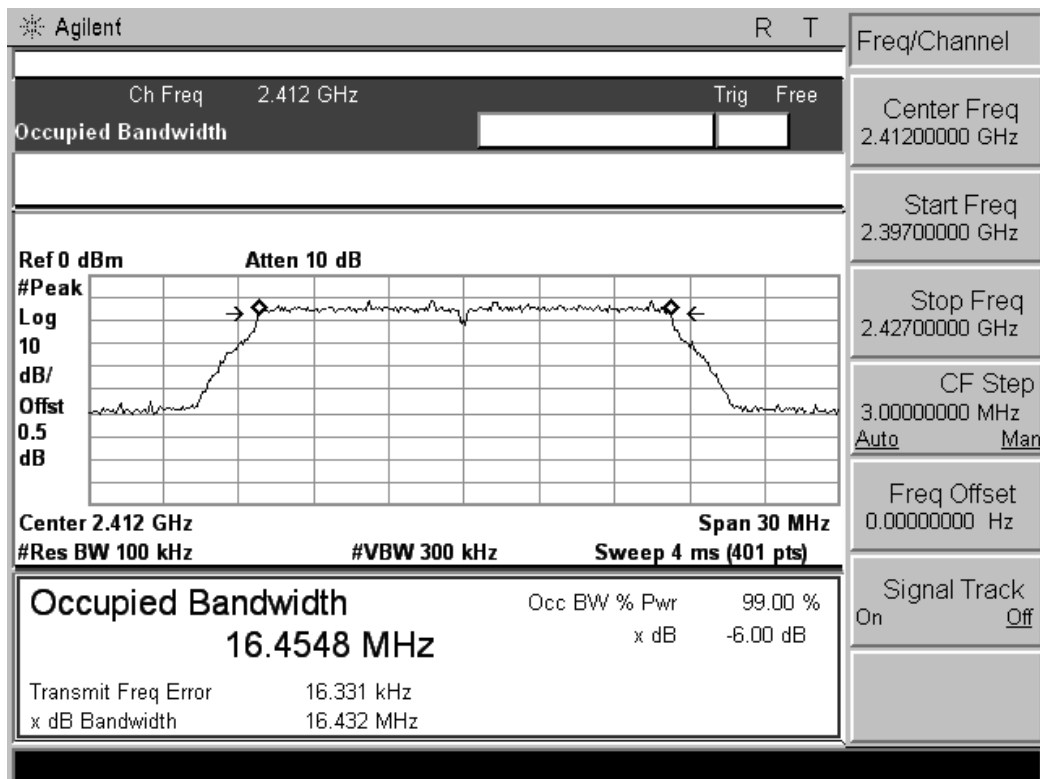 Agilent R T
Ch Freq 2.412 GHz Trig Free
Occupied Bandwidth
Ref 0 dBm Atten 10 dB
#Peak
Log
10
dB/
Offst
0.5
dB
Center 2.412 GHz Span 30 MHz
#Res BW 100 kHz #VBW 300 kHz Sweep 4 ms (401 pts)
Occupied Bandwidth Occ BW % Pwr 99.00 %
16.4548 MHz x dB -6.00 dB
Transmit Freq Error 16.331 kHz
x dB Bandwidth 16.432 MHz
Freq/Channel
Center Freq
2.41200000 GHz
Start Freq
2.39700000 GHz
Stop Freq
2.42700000 GHz
CF Step
3.00000000 MHz
Auto Man
Freq Offset
0.00000000 Hz
Signal Track
On Off